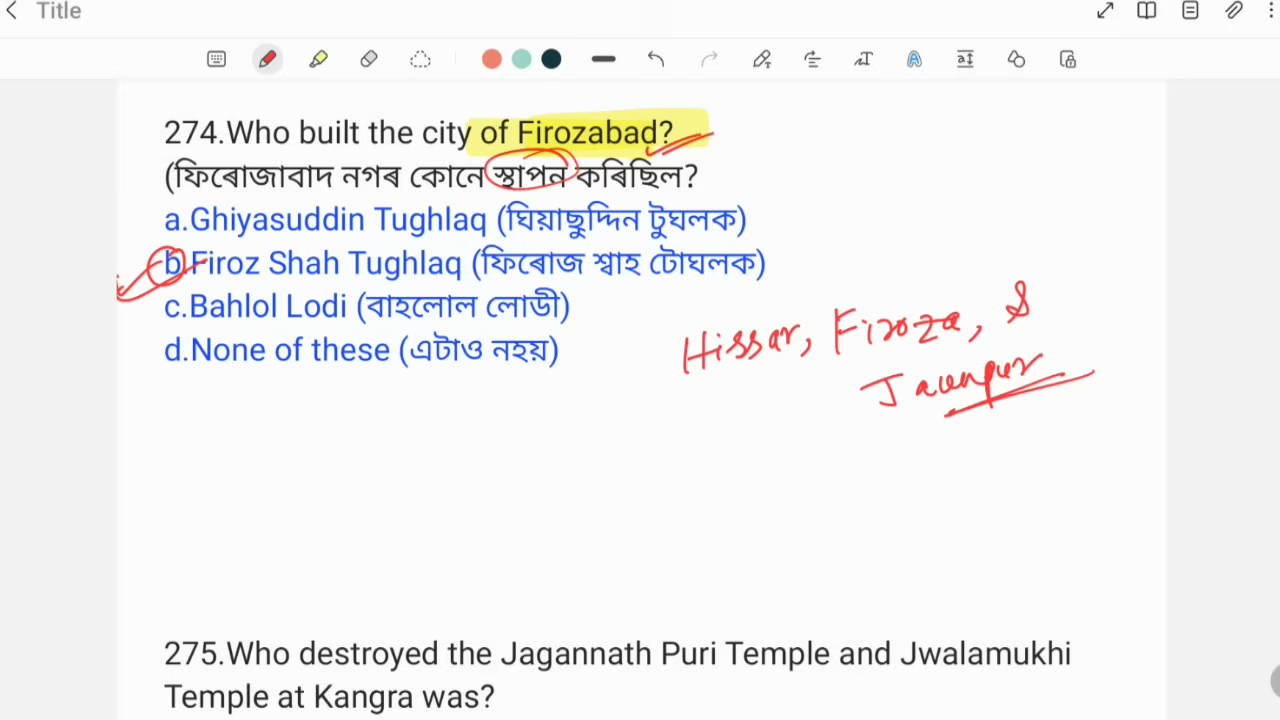 Title
274.Who built the city of Firozabad?
(ফিৰোজাবাদ নগৰ কোনে স্থাপন কৰিছিল?
a.Ghiyasuddin Tughlaq (ঘিয়াছুদ্দিন টুঘলক)
b.Firoz Shah Tughlaq (ফিৰোজ শ্বাহ টোঘলক)
c.Bahlol Lodi (বাহলোল লোডী)
d.None of these (এটাও নহয়)
Hissar, Firoza, &
Jaunpur
275.Who destroyed the Jagannath Puri Temple and Jwalamukhi
Temple at Kangra was?